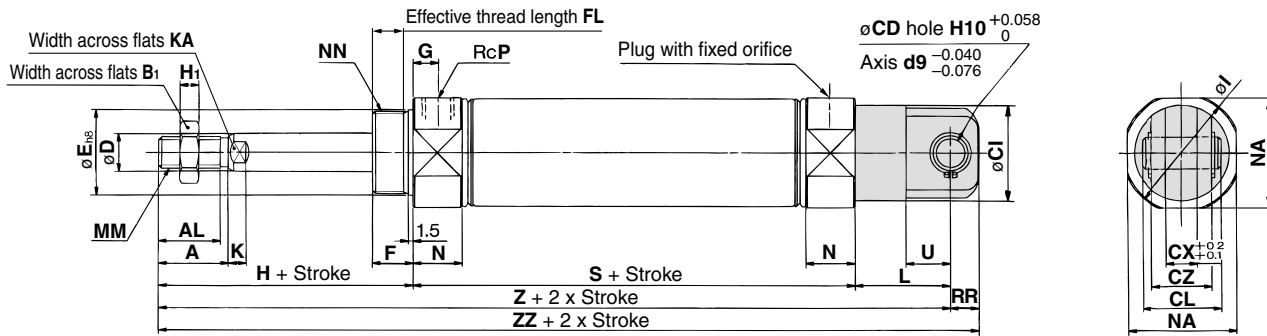 Effective thread length FL
øCD hole H10 +0.058 0
Axis d9 −0.040 −0.076
Width across flats KA
NN
G
RcP
Plug with fixed orifice
Width across flats B1
H1
øI
øEh8
øD
øCI
NA
MM
AL
A
K
1.5
F
N
N
U
CX +0.2 +0.1
H + Stroke
S + Stroke
L
CZ
Z + 2 x Stroke
RR
CL
ZZ + 2 x Stroke
NA